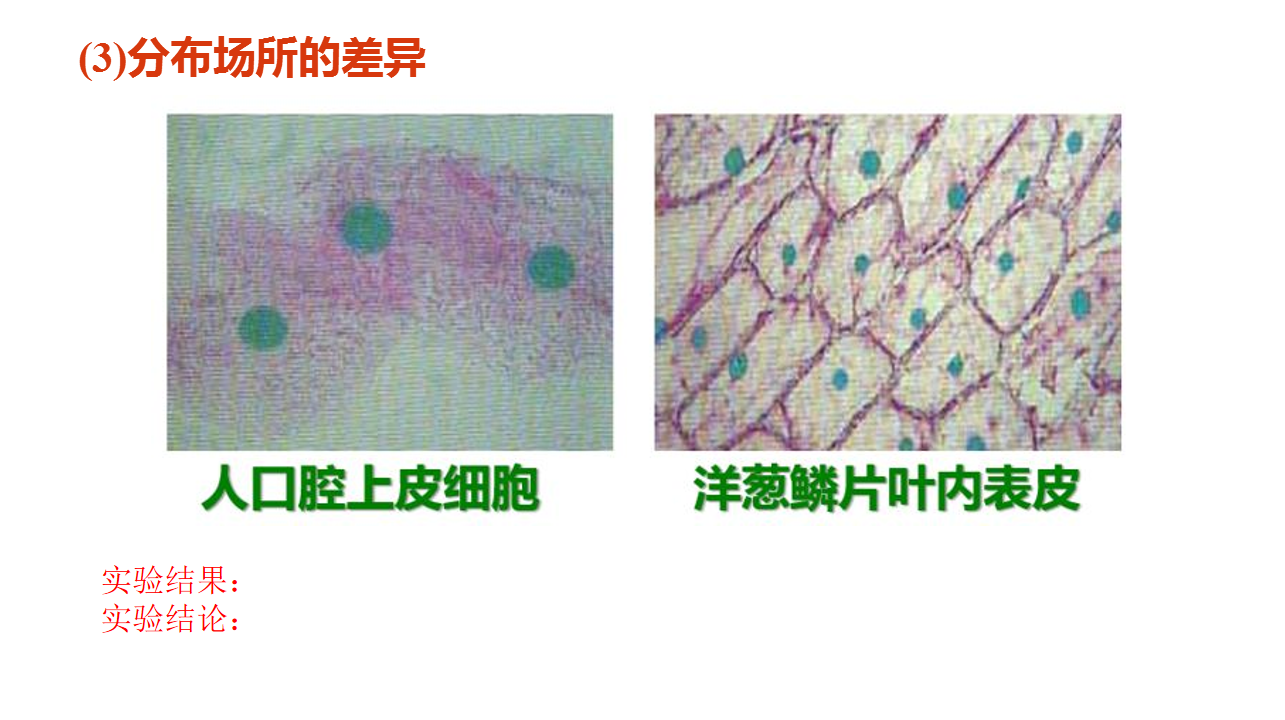 (3)分布场所的差异
人口腔上皮细胞
洋葱鳞片叶内表皮
实验结果：
实验结论：